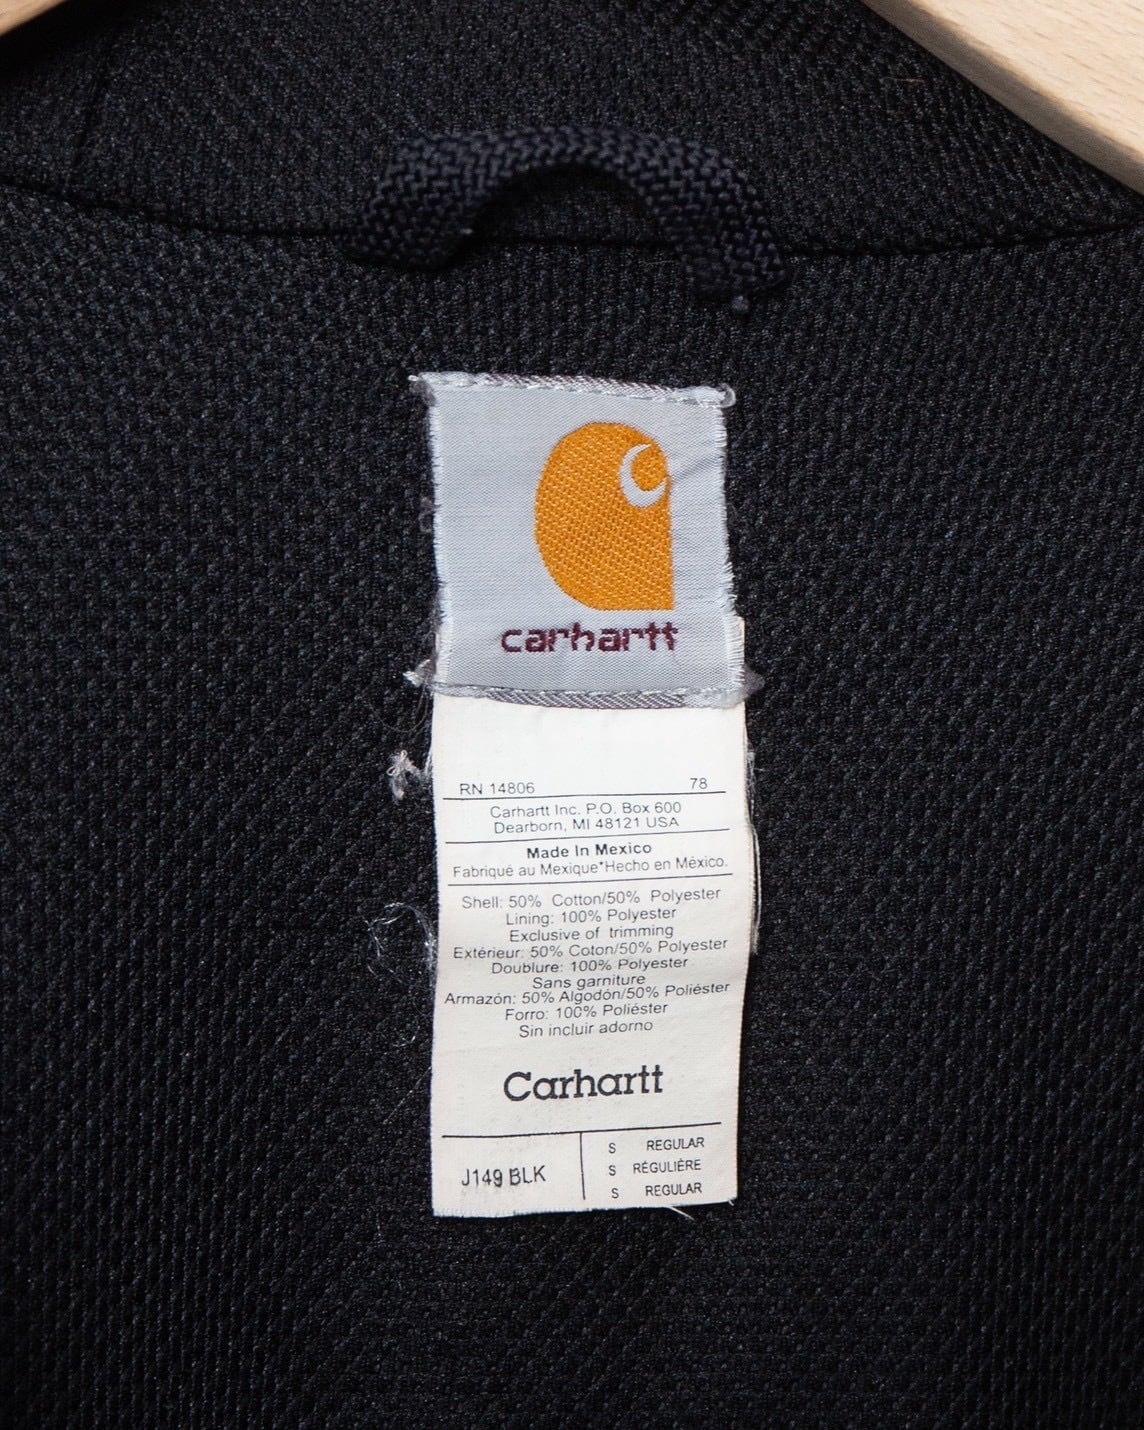 carhartt
RN 14806 78
Carhartt Inc. P.O. Box 600
Dearborn, MI 48121 USA
Made In Mexico
Fabriqué au Mexique*Hecho en México.
Shell: 50% Cotton/50% Polyester
Lining: 100% Polyester
Exclusive of trimming
Extérieur: 50% Coton/50% Polyester
Doublure: 100% Polyester
Sans garniture
Armazón: 50% Algodón/50% Poliéster
Forro: 100% Poliéster
Sin incluir adorno
Carhartt
J149 BLK
S REGULAR
S RÉGULIÈRE
S REGULAR